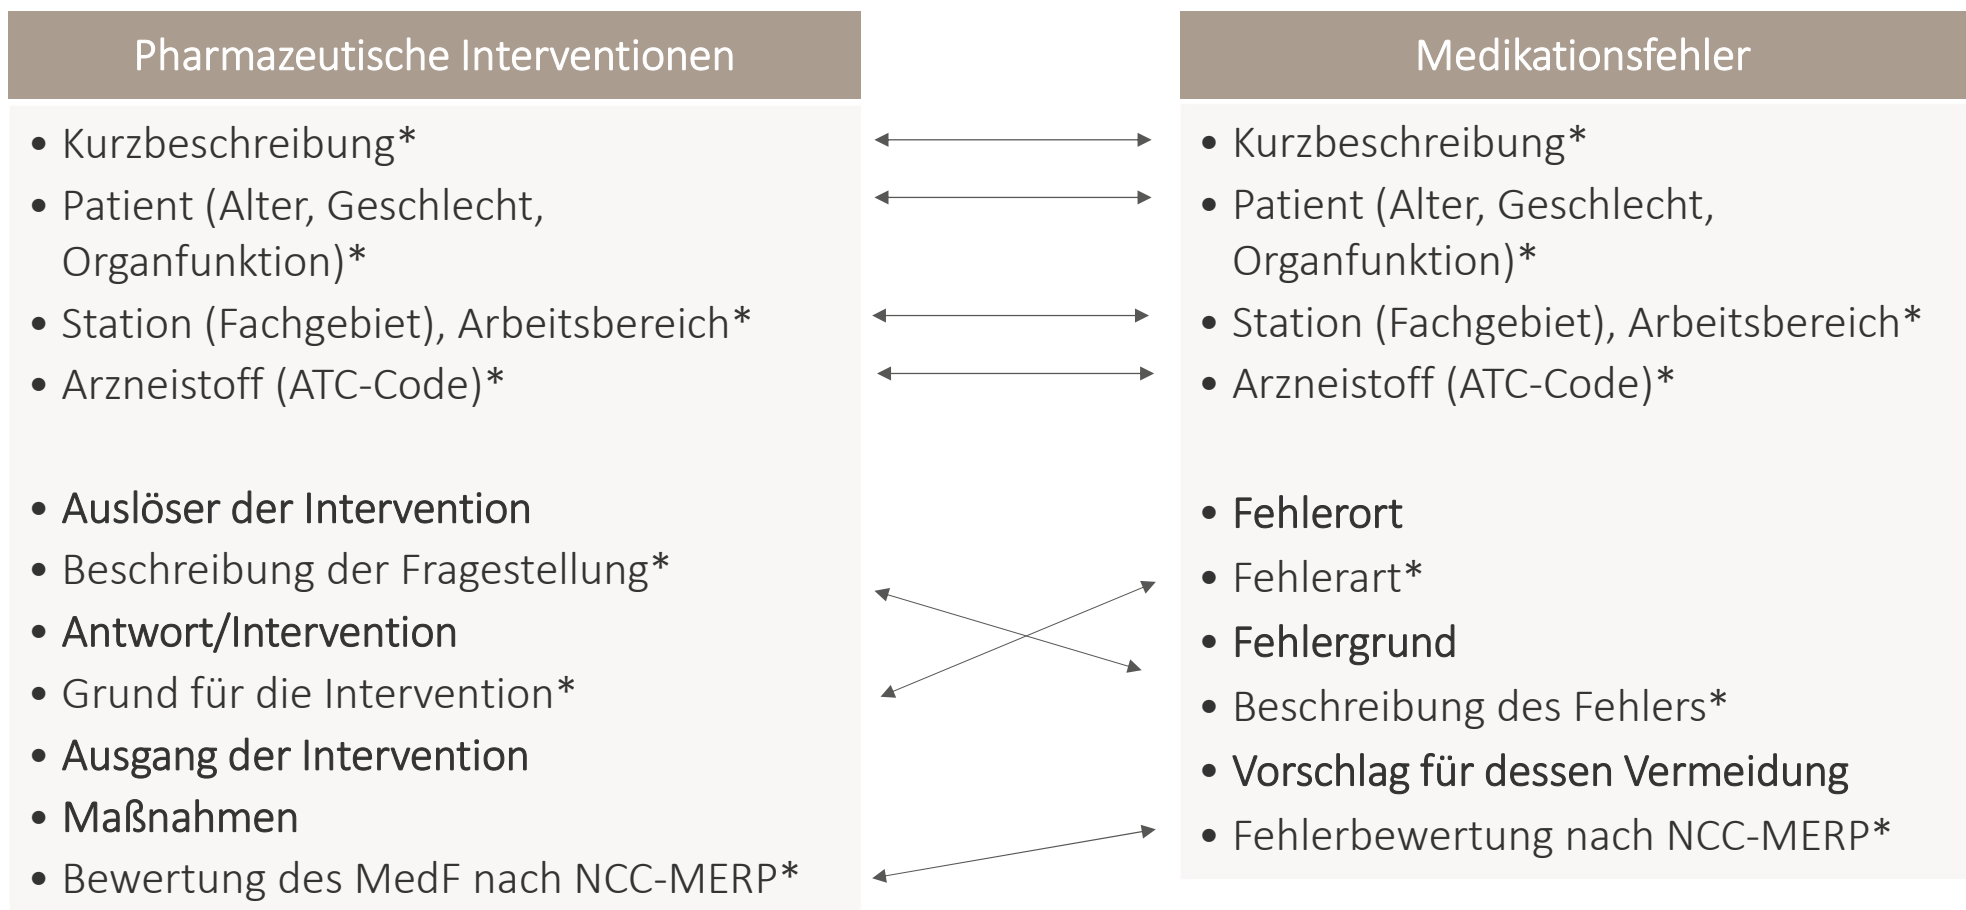 Pharmazeutische Interventionen
• Kurzbeschreibung*
• Patient (Alter, Geschlecht,
Organfunktion)*
• Station (Fachgebiet), Arbeitsbereich*
• Arzneistoff (ATC-Code)*
• Auslöser der Intervention
• Beschreibung der Fragestellung*
• Antwort/Intervention
• Grund für die Intervention*
• Ausgang der Intervention
• Maßnahmen
• Bewertung des MedF nach NCC-MERP*
Medikationsfehler
• Kurzbeschreibung*
• Patient (Alter, Geschlecht,
Organfunktion)*
• Station (Fachgebiet), Arbeitsbereich*
• Arzneistoff (ATC-Code)*
• Fehlerort
• Fehlerart*
• Fehlergrund
• Beschreibung des Fehlers*
• Vorschlag für dessen Vermeidung
• Fehlerbewertung nach NCC-MERP*